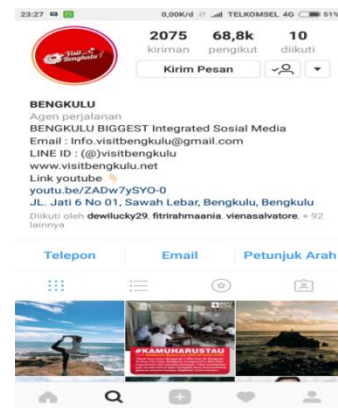 23:27 0,00K/d TELKOMSEL 4G 51%
2075 68,8k 10
kiriman pengikut diikuti
Visit
Bengkulu
Kirim Pesan
BENGKULU
Agen perjalanan
BENGKULU BIGGEST Integrated Sosial Media
Email : Info.visitbengkulu@gmail.com
LINE ID : (@)visitbengkulu
www.visitbengkulu.net
Link youtube
youtu.be/ZADw7ySYO-0
JL. Jati 6 No 01, Sawah Lebar, Bengkulu, Bengkulu
Diikuti oleh dewilucky29, fitrirahmaania, vienasalvatore, + 92
lainnya
Telepon Email Petunjuk Arah
#KAMUHARUSTAU